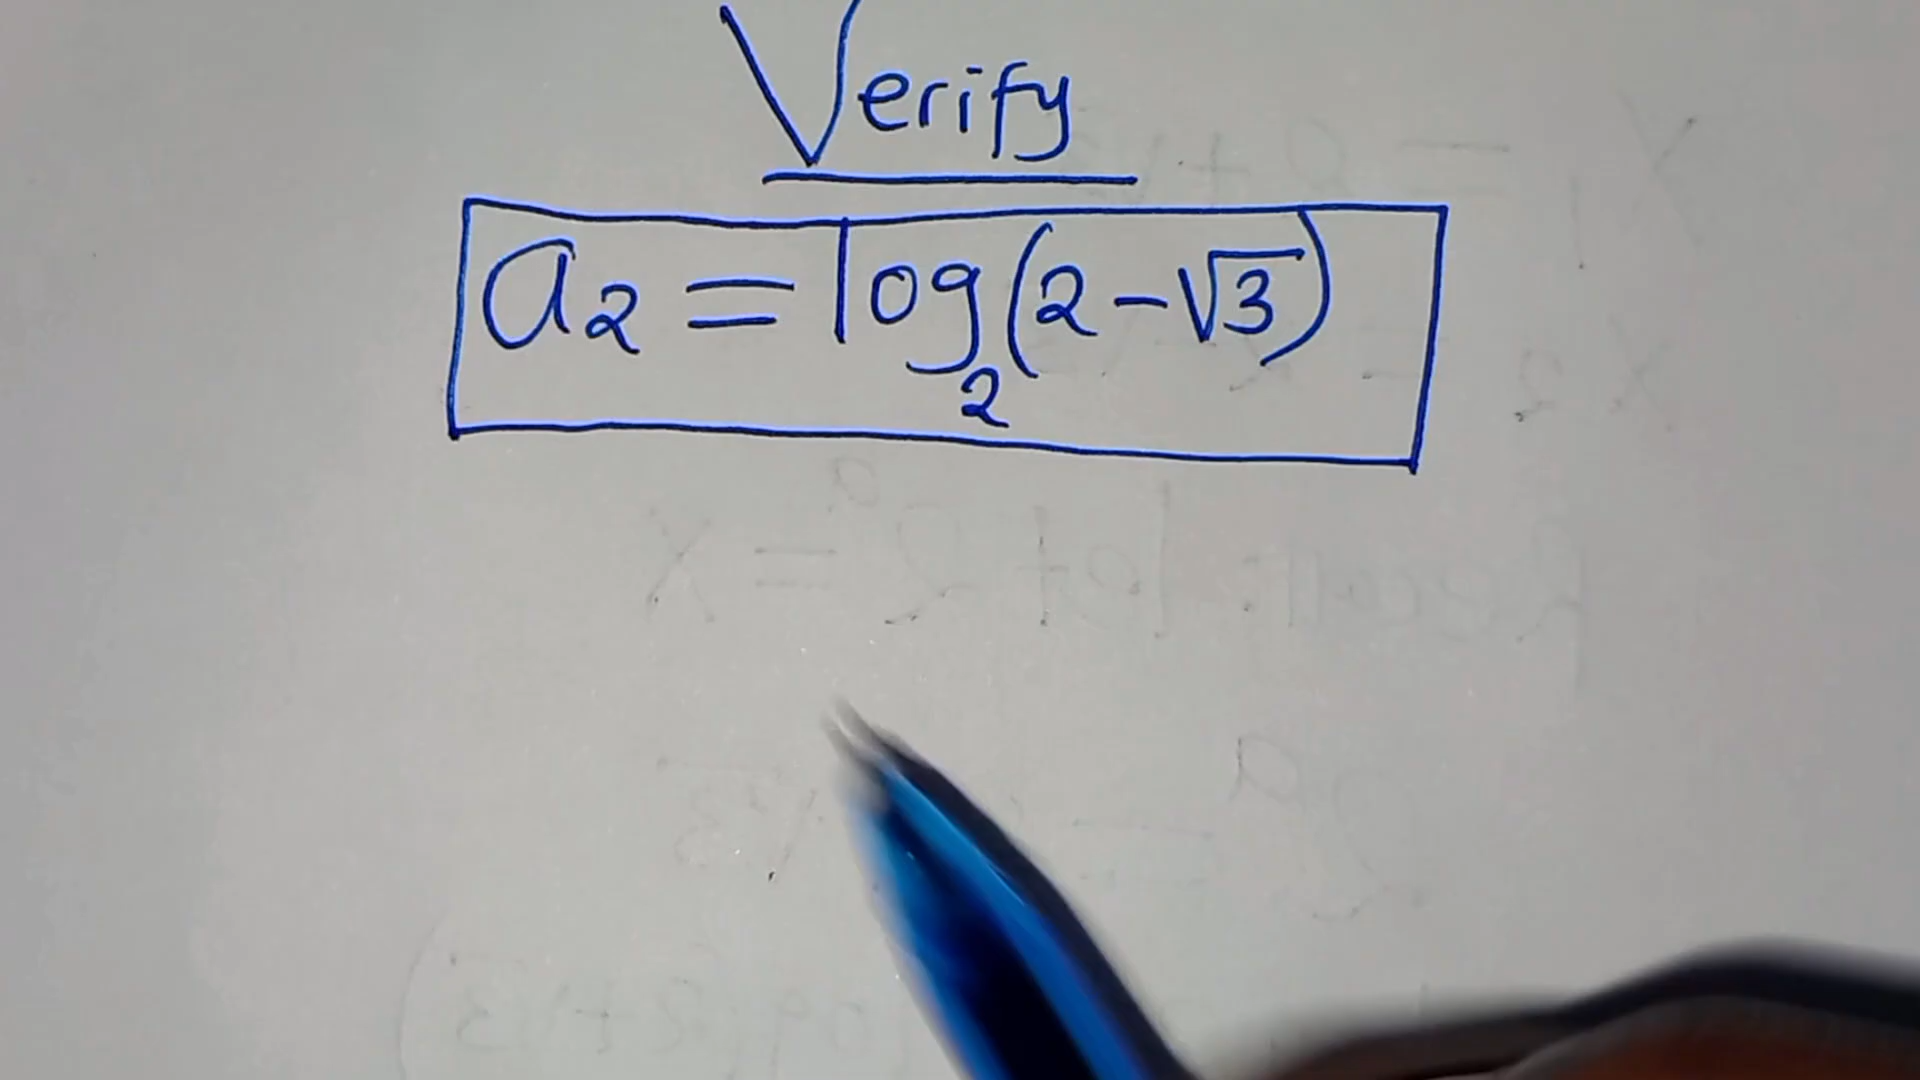 Verify
a₂ = log₂(2-√3)